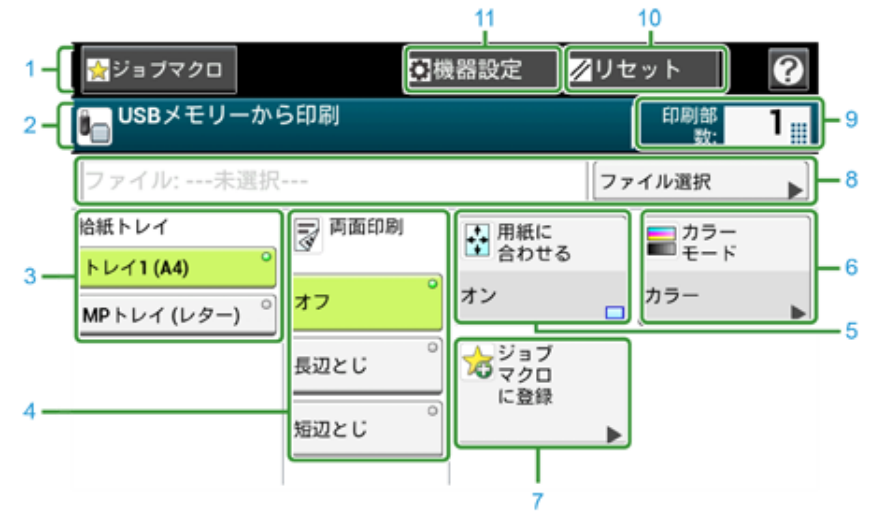 11
10
1
ジョブマクロ
機器設定
リセット
?
2
USBメモリーから印刷
印刷部
数:
1
9
ファイル: ---未選択---
ファイル選択
8
給紙トレイ
両面印刷
用紙に
合わせる
カラー
モード
3
トレイ1 (A4)
6
オフ
オン
カラー
MPトレイ (レター)
5
長辺とじ
ジョブ
マクロ
に登録
4
短辺とじ
7